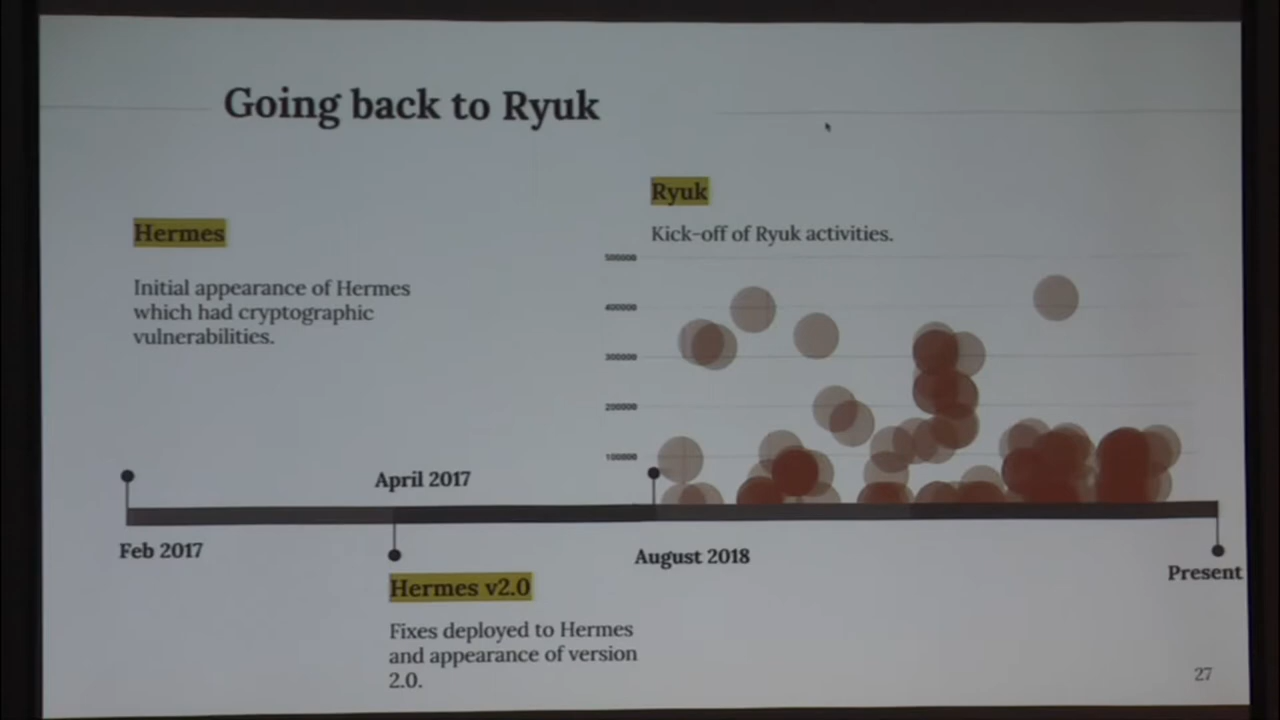 Going back to Ryuk
Hermes
Initial appearance of Hermes
which had cryptographic
vulnerabilities.
Ryuk
Kick-off of Ryuk activities.
500000
400000
300000
200000
100000
April 2017
Feb 2017
August 2018
Present
Hermes v2.0
Fixes deployed to Hermes
and appearance of version
2.0.
27